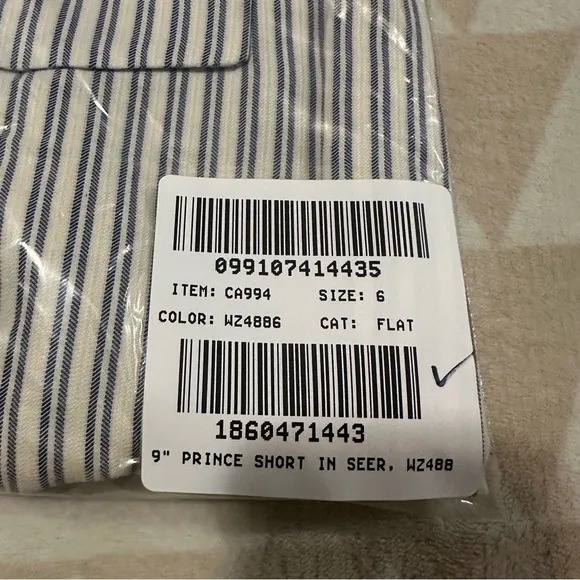 099107414435
ITEM: CA994 SIZE: 6
COLOR: WZ4886 CAT: FLAT
1860471443
9" PRINCE SHORT IN SEER, WZ488